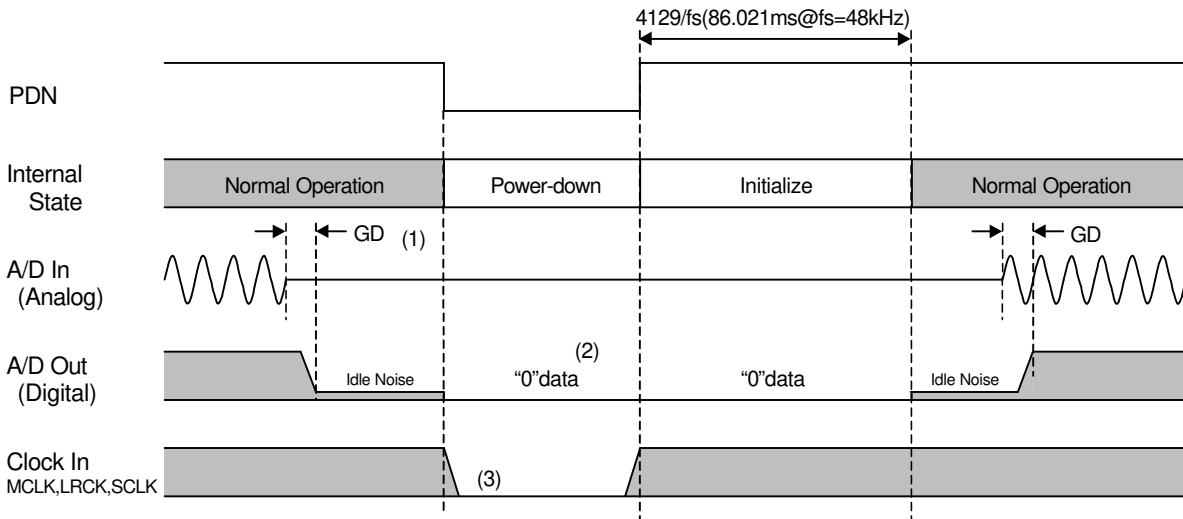 4129/fs(86.021ms@fs=48kHz)
PDN
Internal
State
Normal Operation
Power-down
Initialize
Normal Operation
GD
(1)
GD
A/D In
(Analog)
A/D Out
(Digital)
Idle Noise
(2)
“0”data
“0”data
Idle Noise
Clock In
MCLK,LRCK,SCLK
(3)